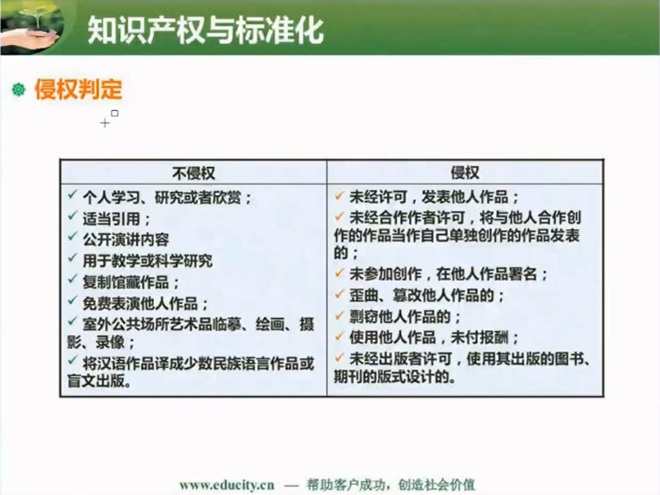 知识产权与标准化
侵权判定
不侵权
个人学习、研究或者欣赏；
适当引用；
公开演讲内容
用于教学或科学研究
复制馆藏作品；
免费表演他人作品；
室外公共场所艺术品临摹、绘画、摄
影、录像；
将汉语作品译成少数民族语言作品或
盲文出版。
侵权
未经许可，发表他人作品；
未经合作作者许可，将与他人合作创
作的作品当作自己单独创作的作品发表
的；
未参加创作，在他人作品署名；
歪曲、篡改他人作品的；
剽窃他人作品的；
使用他人作品，未付报酬；
未经出版者许可，使用其出版的图书、
期刊的版式设计的。
www.educity.cn — 帮助客户成功，创造社会价值